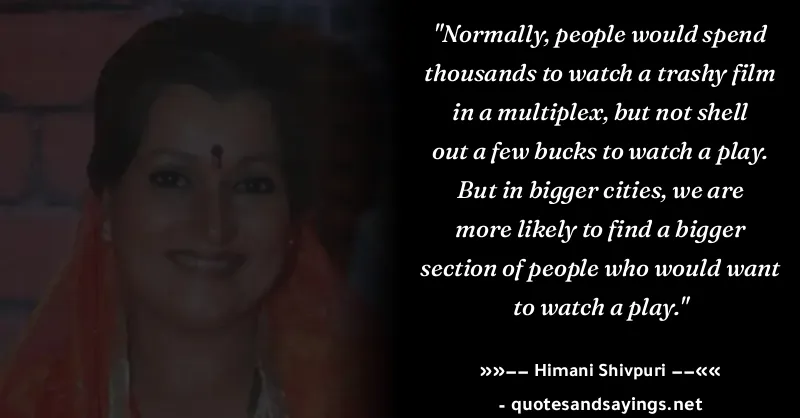 "Normally, people would spend
thousands to watch a trashy film
in a multiplex, but not shell
out a few bucks to watch a play.
But in bigger cities, we are
more likely to find a bigger
section of people who would want
to watch a play."
»»−− Himani Shivpuri −−««
- quotesandsayings.net